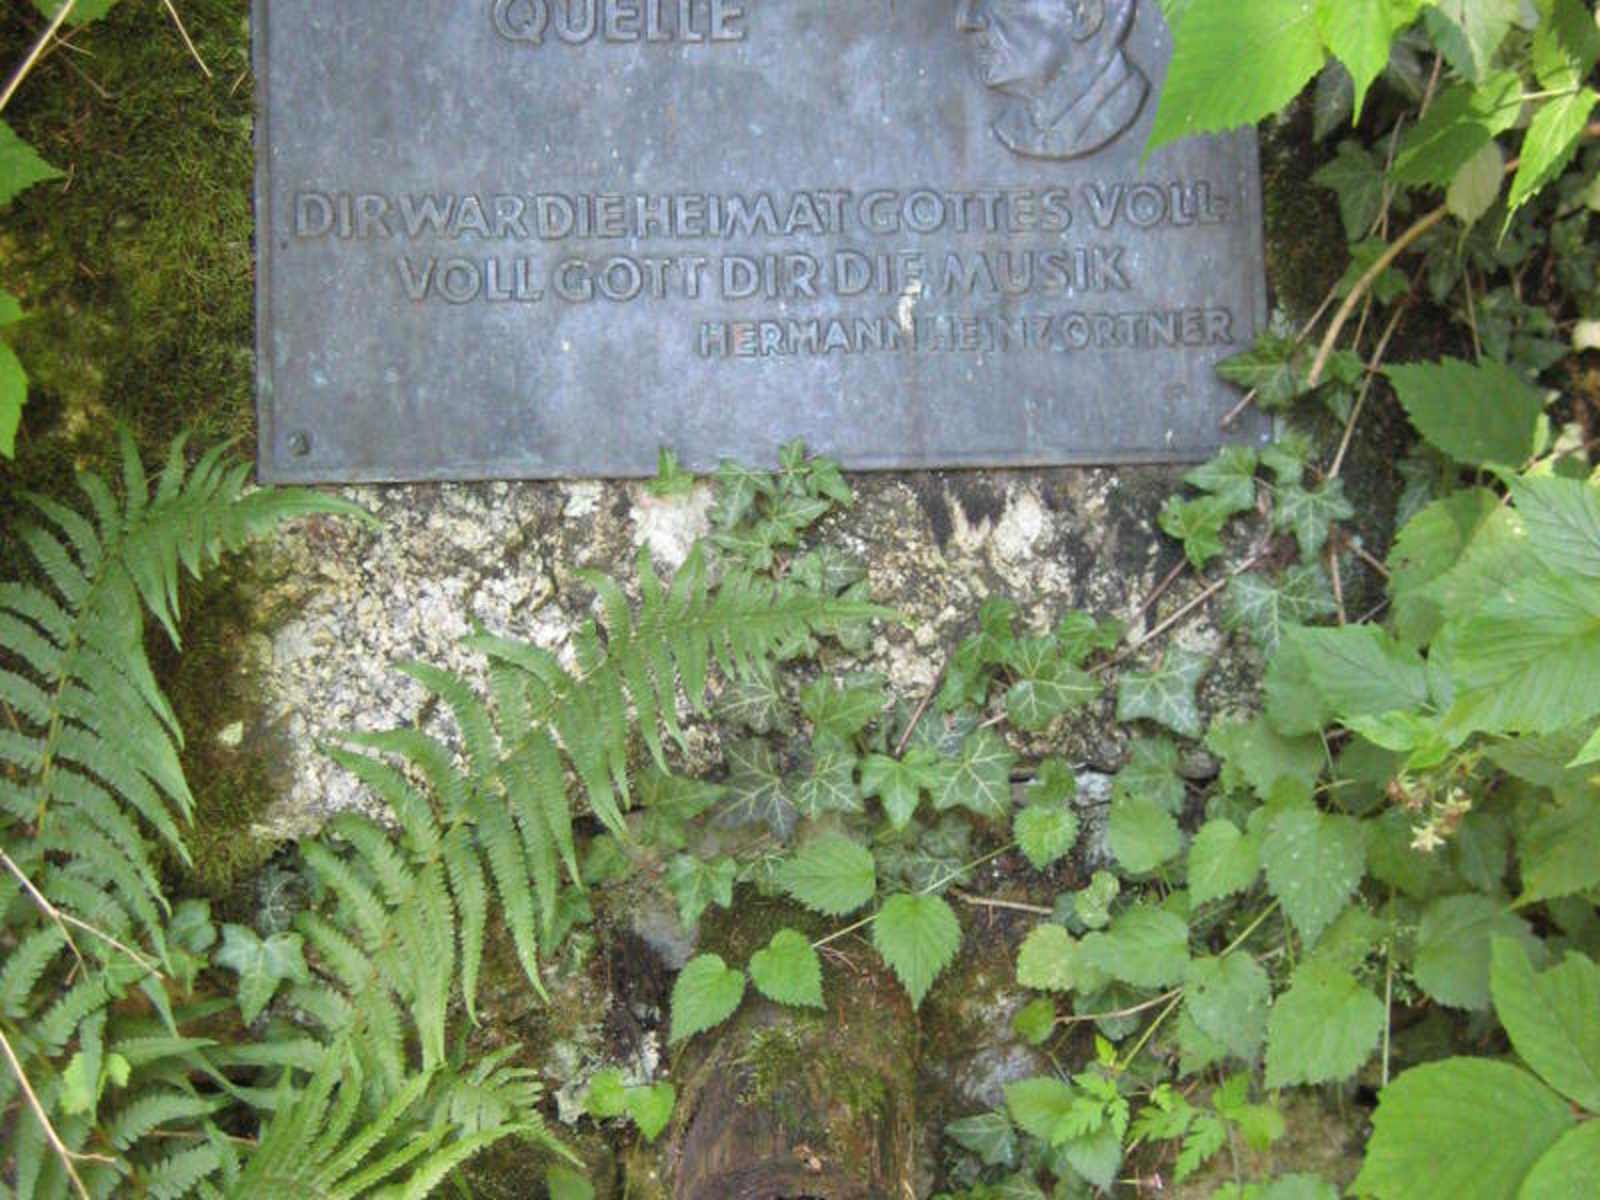 QUELLE
DIR WAR DIE HEIMAT GOTTES VOLL-
VOLL GOTT DIR DIE MUSIK
HERMANN HEINZ ORTNER